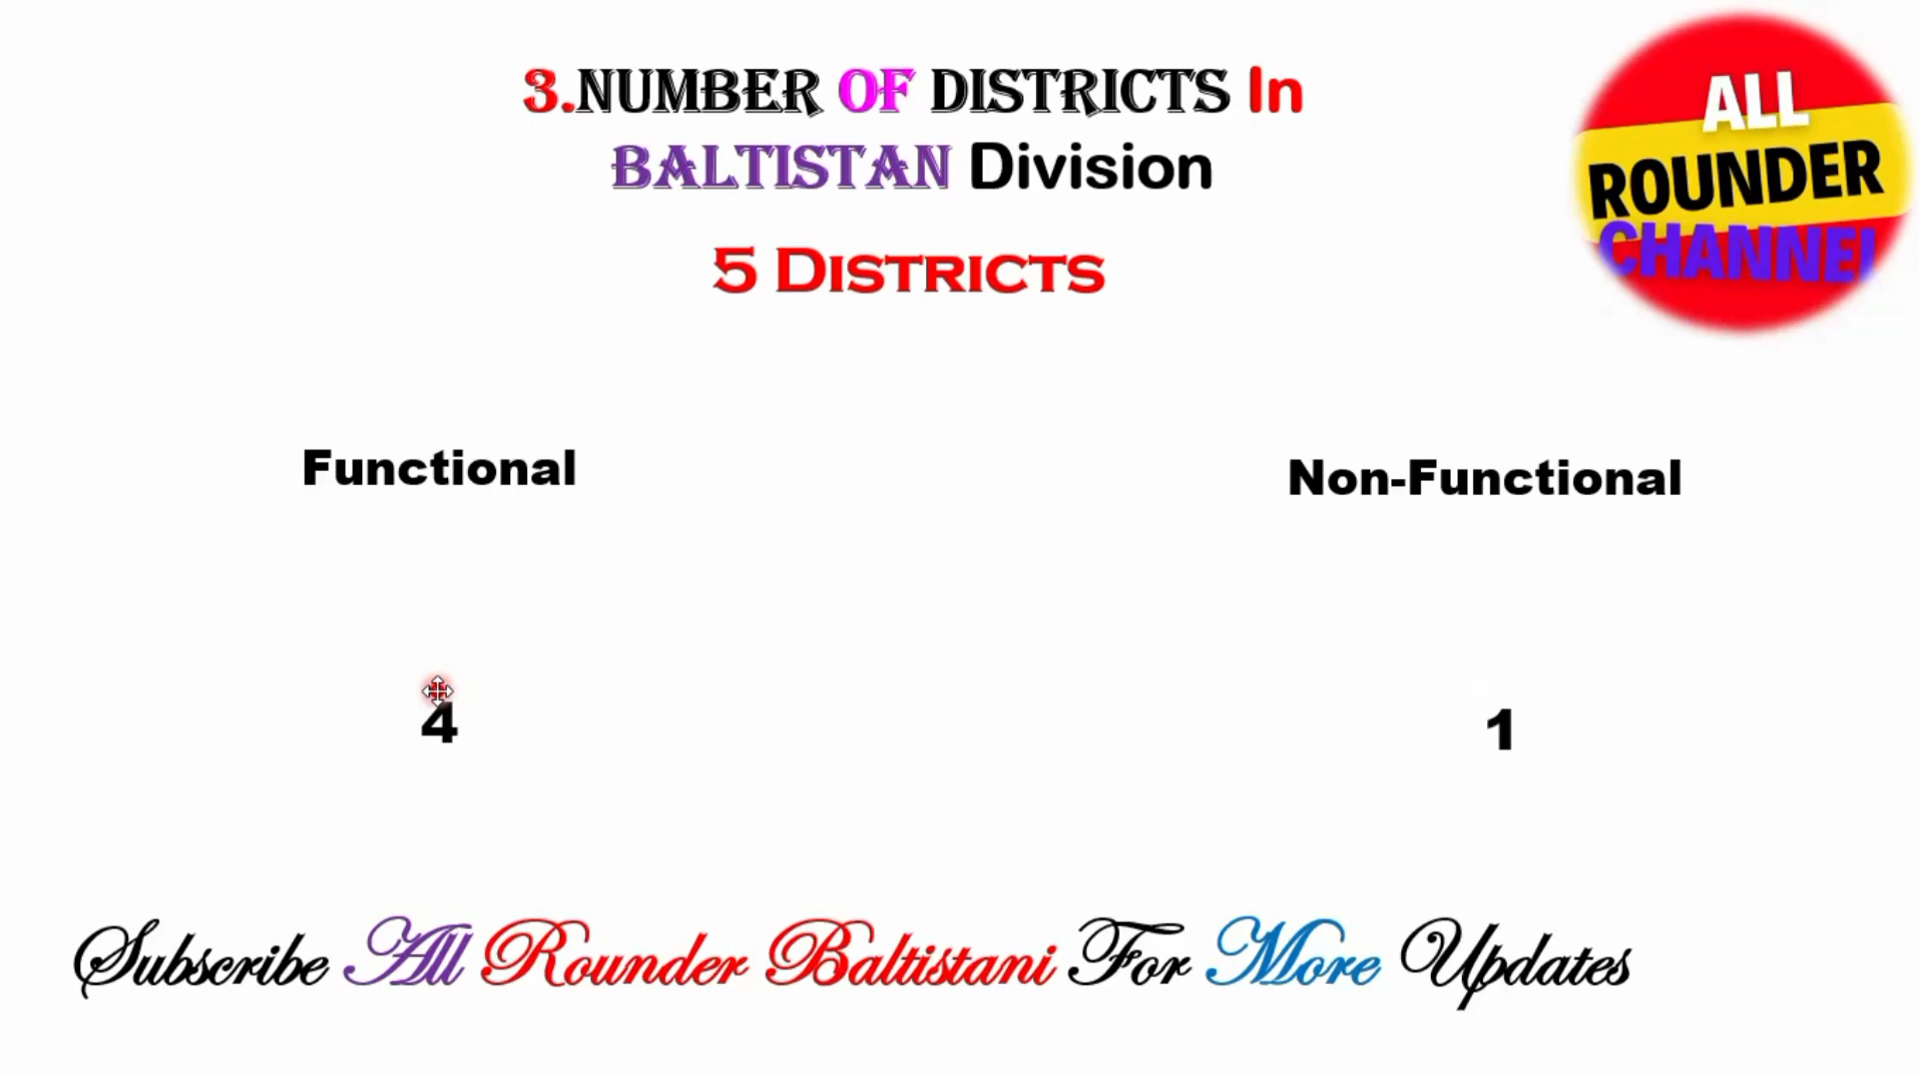 3.NUMBER OF DISTRICTS In
BALTISTAN Division
5 DISTRICTS
ALL
ROUNDER
CHANNEL
Functional
Non-Functional
4
1
Subscribe All Rounder Baltistani For More Updates